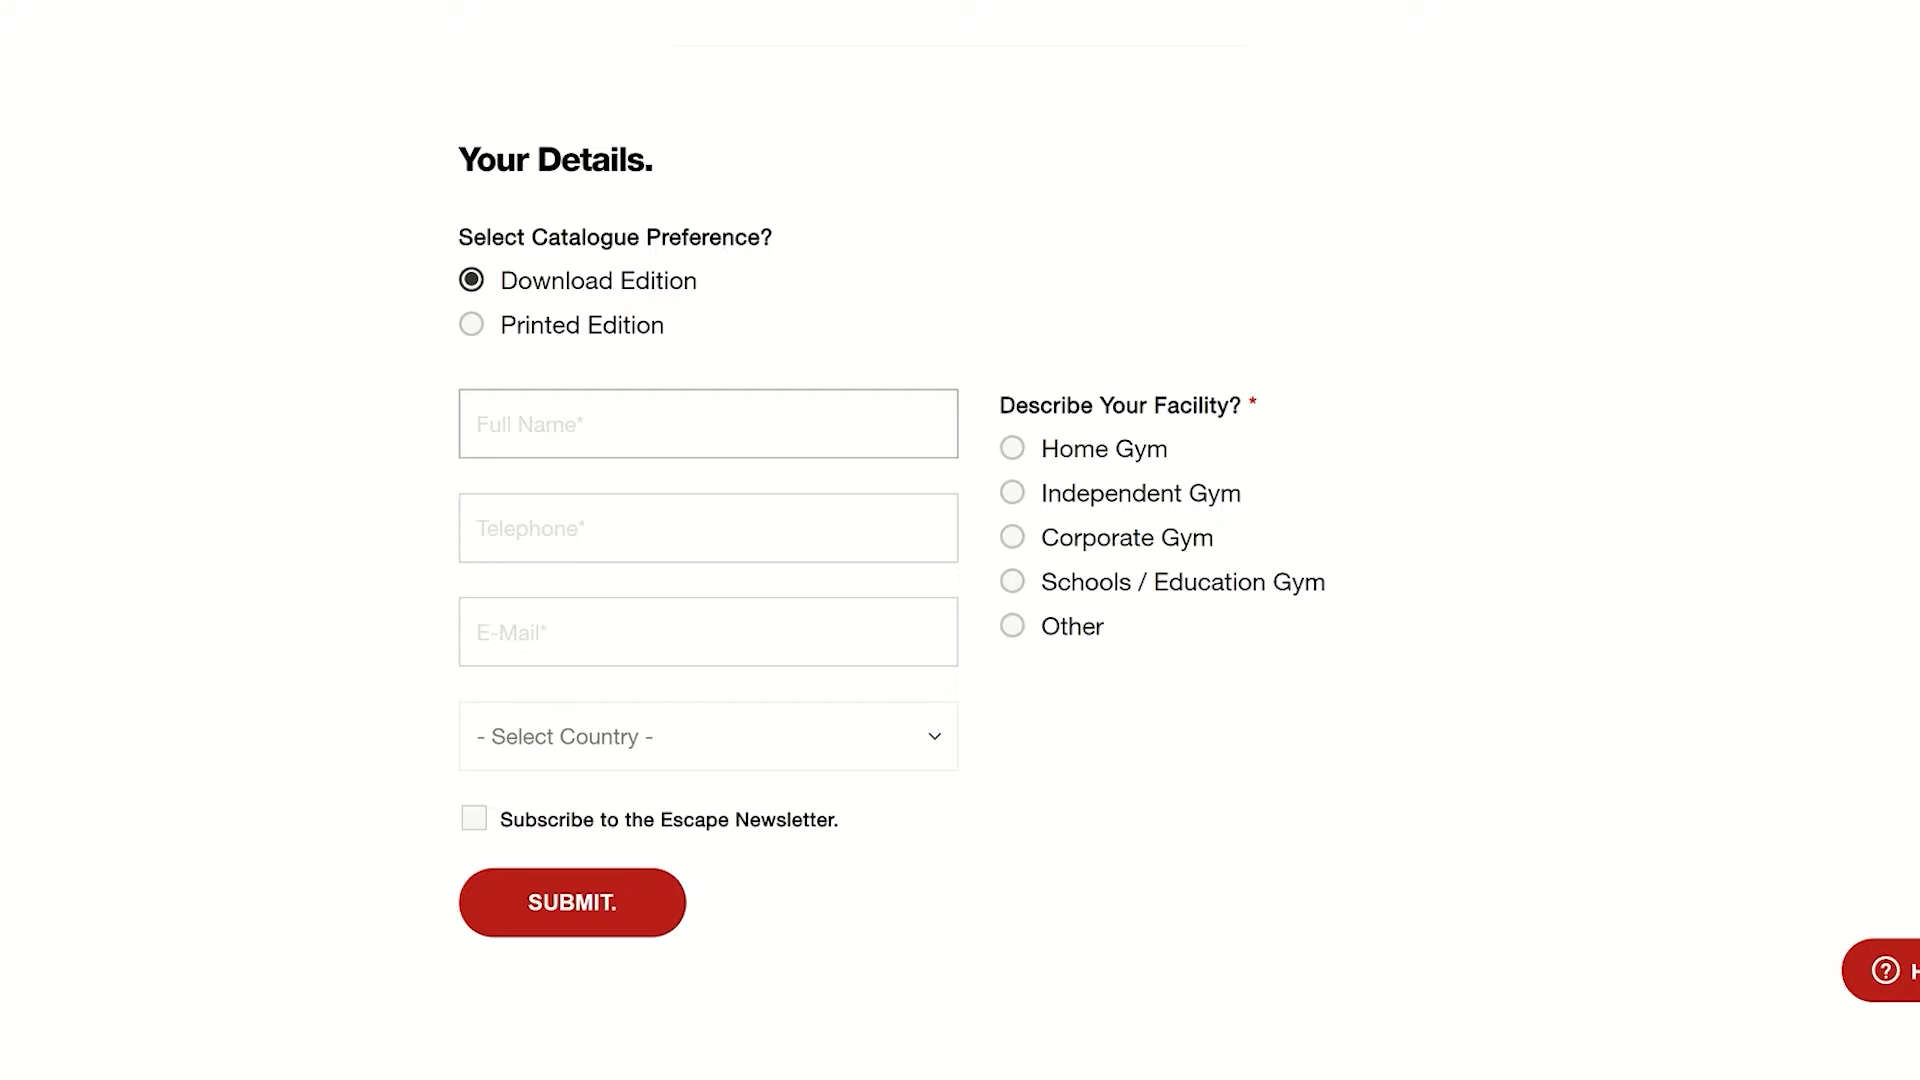 Your Details.
Select Catalogue Preference?
Download Edition
Printed Edition
Full Name*
Telephone*
E-Mail*
- Select Country -
Subscribe to the Escape Newsletter.
SUBMIT.
Describe Your Facility? *
Home Gym
Independent Gym
Corporate Gym
Schools / Education Gym
Other
?